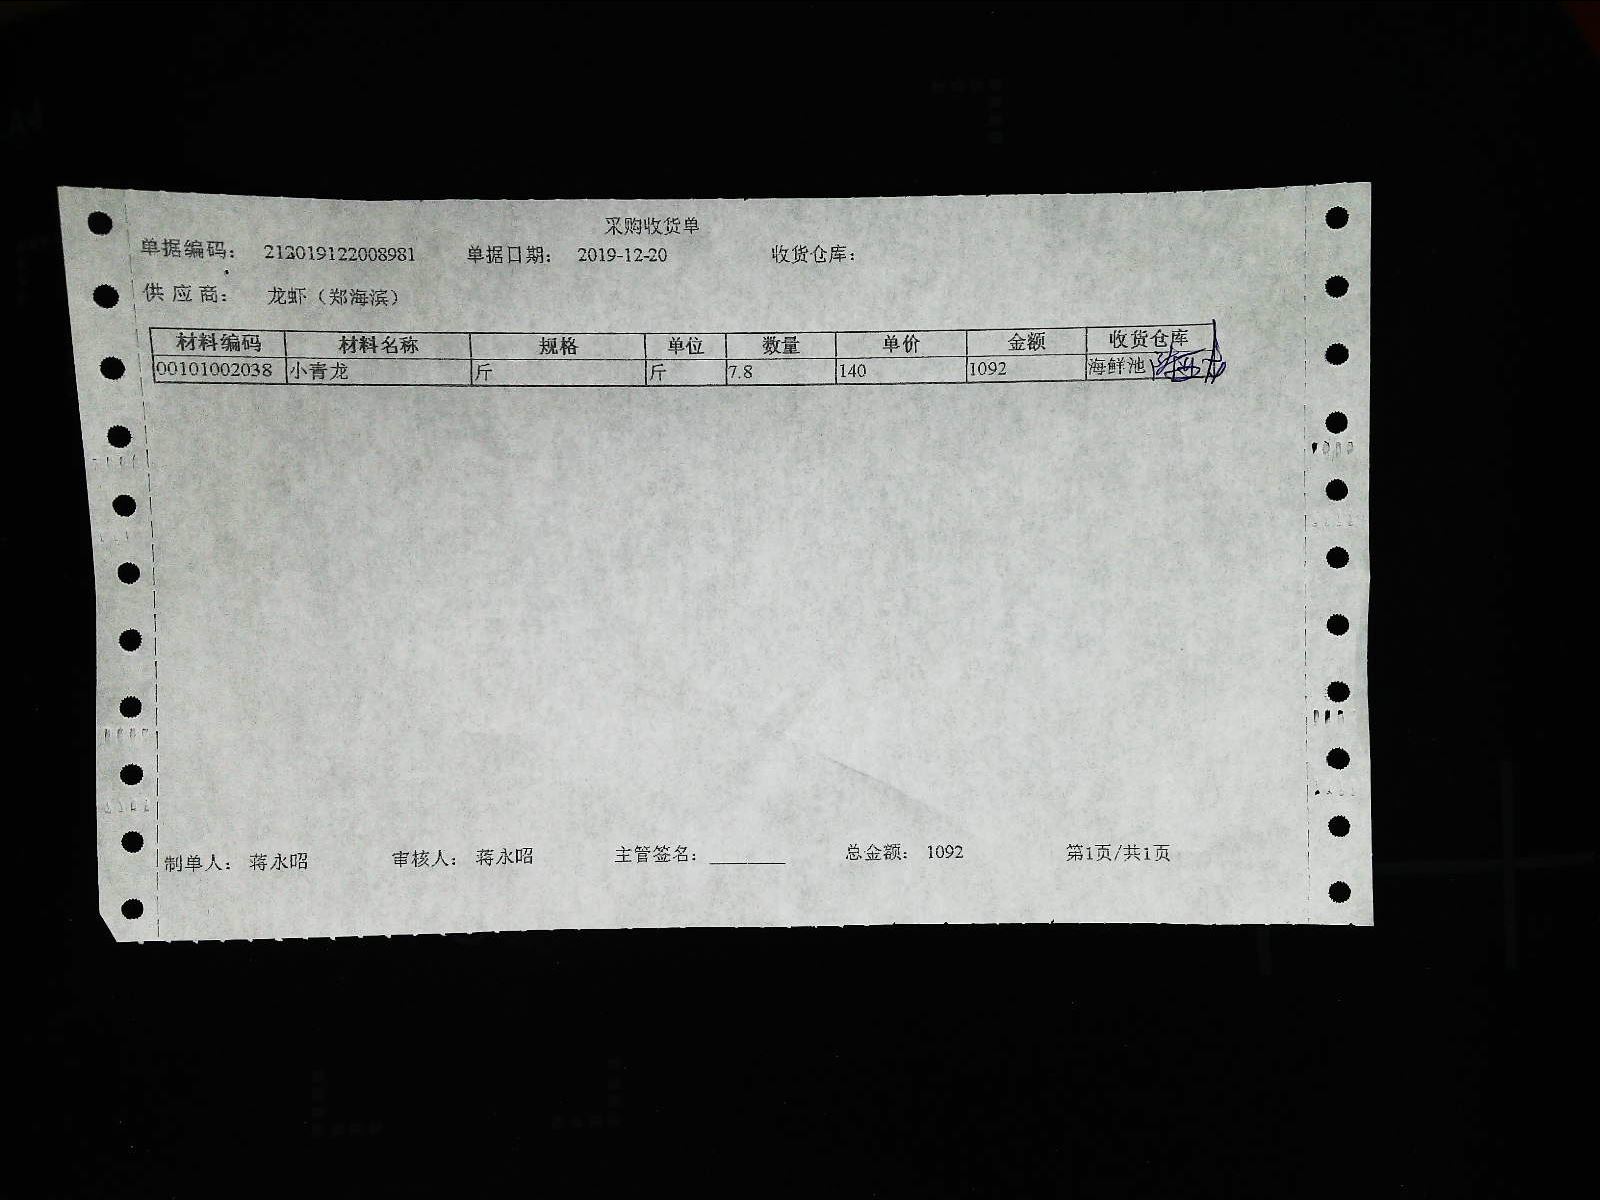 采购收货单
单据编码： 212019122008981 单据日期： 2019-12-20 收货仓库：
供应商： 龙虾（郑海滨）
材料编码 材料名称 规格 单位 数量 单价 金额 收货仓库
00101002038 小青龙 斤 斤 7.8 140 1092 海鲜池
制单人： 蒋永昭 审核人： 蒋永昭 主管签名：________ 总金额： 1092 第1页/共1页